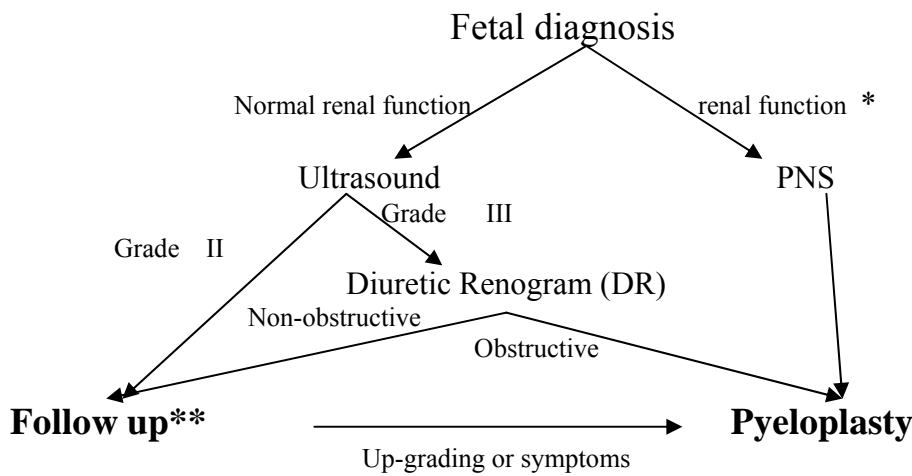 Fetal diagnosis
Normal renal function
renal function *
Ultrasound
PNS
Grade III
Grade II
Diuretic Renogram (DR)
Non-obstructive
Obstructive
Follow up**
Pyeloplasty
Up-grading or symptoms